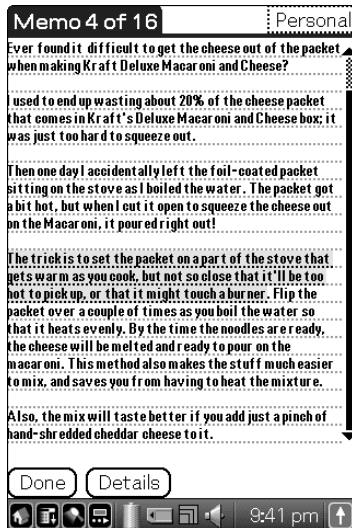 Memo 4 of 16
Personal
Ever found it difficult to get the cheese out of the packet
when making Kraft Deluxe Macaroni and Cheese?
I used to end up wasting about 20% of the cheese packet
that comes in Kraft's Deluxe Macaroni and Cheese box; it
was just too hard to squeeze out.
Then one day I accidentally left the foil-coated packet
sitting on the stove as I boiled the water. The packet got
a bit hot, but when I cut it open to squeeze the cheese out
on the Macaroni, it poured right out!
The trick is to set the packet on a part of the stove that
gets warm as you cook, but not so close that it'll be too
hot to pick up, or that it might touch a burner. Flip the
packet over a couple of times as you boil the water so
that it heats evenly. By the time the noodles are ready,
the cheese will be melted and ready to pour on the
macaroni. This method also makes the stuff much easier
to mix, and saves you from having to heat the mixture.
Also, the mix will taste better if you add just a pinch of
hand-shredded cheddar cheese to it.
Done
Details
9:41 pm